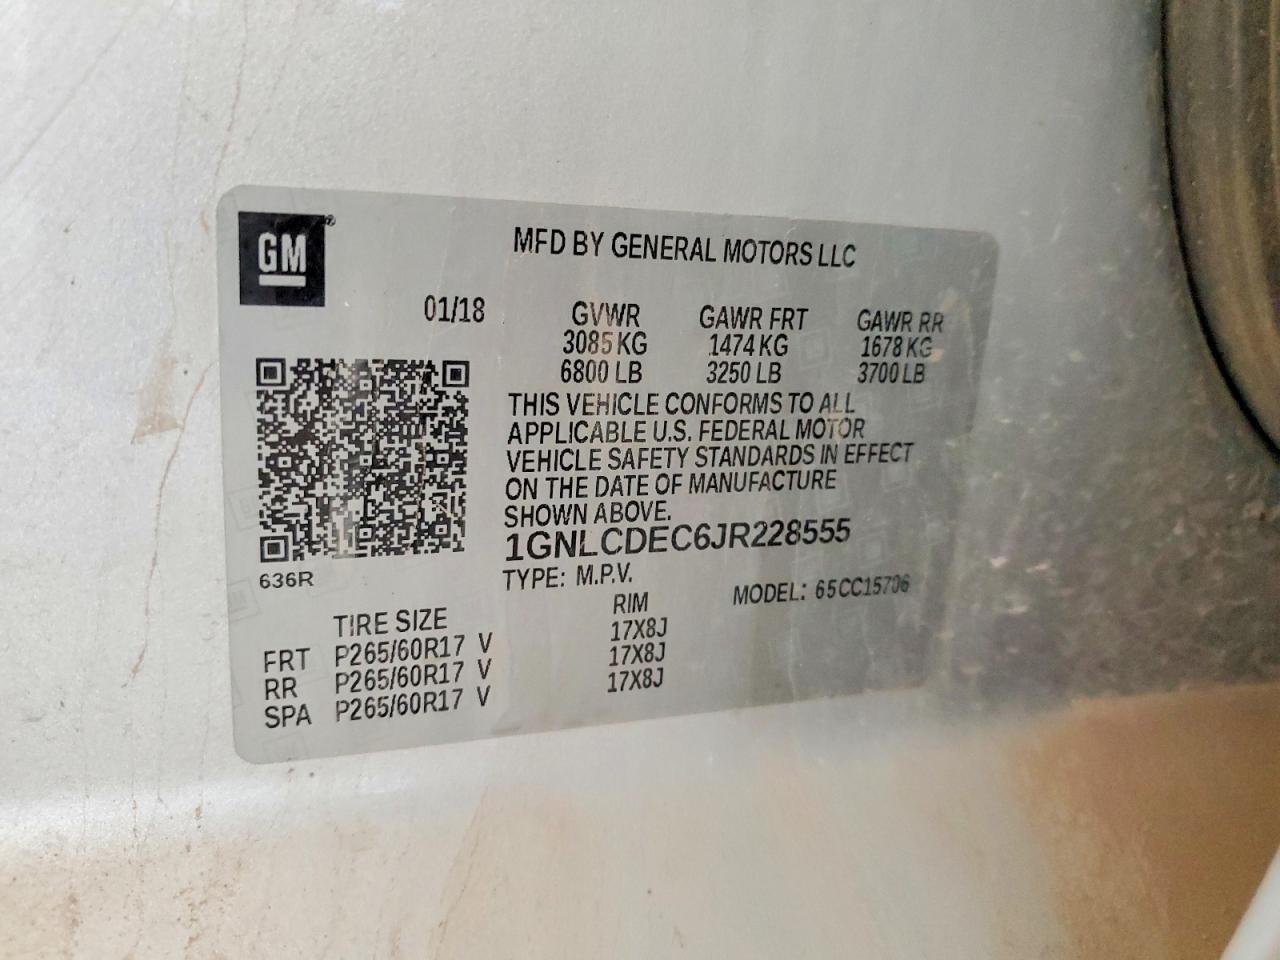 GM®
MFD BY GENERAL MOTORS LLC
01/18 GVWR GAWR FRT GAWR RR
3085 KG 1474 KG 1678 KG
6800 LB 3250 LB 3700 LB
THIS VEHICLE CONFORMS TO ALL
APPLICABLE U.S. FEDERAL MOTOR
VEHICLE SAFETY STANDARDS IN EFFECT
ON THE DATE OF MANUFACTURE
SHOWN ABOVE.
1GNLCDEC6JR228555
636R
TYPE: M.P.V. MODEL: 65CC15706
TIRE SIZE RIM
FRT P265/60R17 V 17X8J
RR P265/60R17 V 17X8J
SPA P265/60R17 V 17X8J